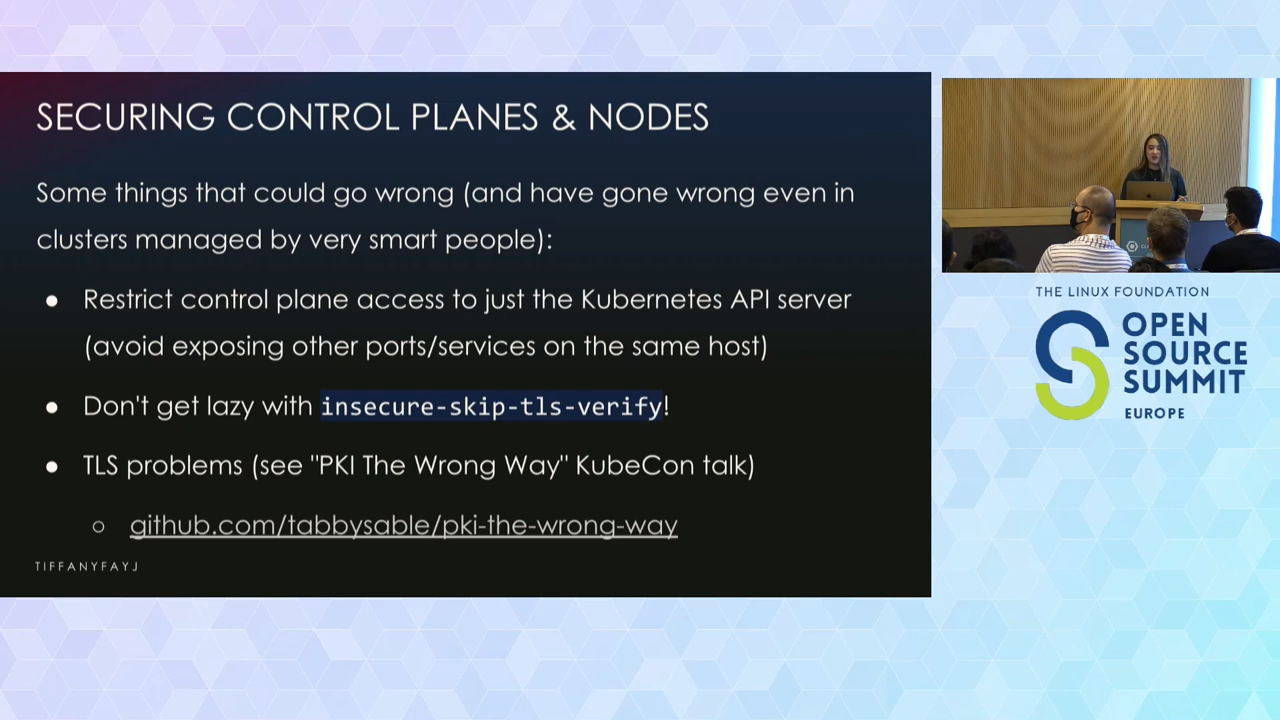 SECURING CONTROL PLANES & NODES
Some things that could go wrong (and have gone wrong even in
clusters managed by very smart people):
● Restrict control plane access to just the Kubernetes API server
(avoid exposing other ports/services on the same host)
● Don't get lazy with insecure-skip-tls-verify!
● TLS problems (see "PKI The Wrong Way" KubeCon talk)
○ github.com/tabbysable/pki-the-wrong-way
TIFFANYFAYJ
THE LINUX FOUNDATION
OPEN
SOURCE
SUMMIT
EUROPE